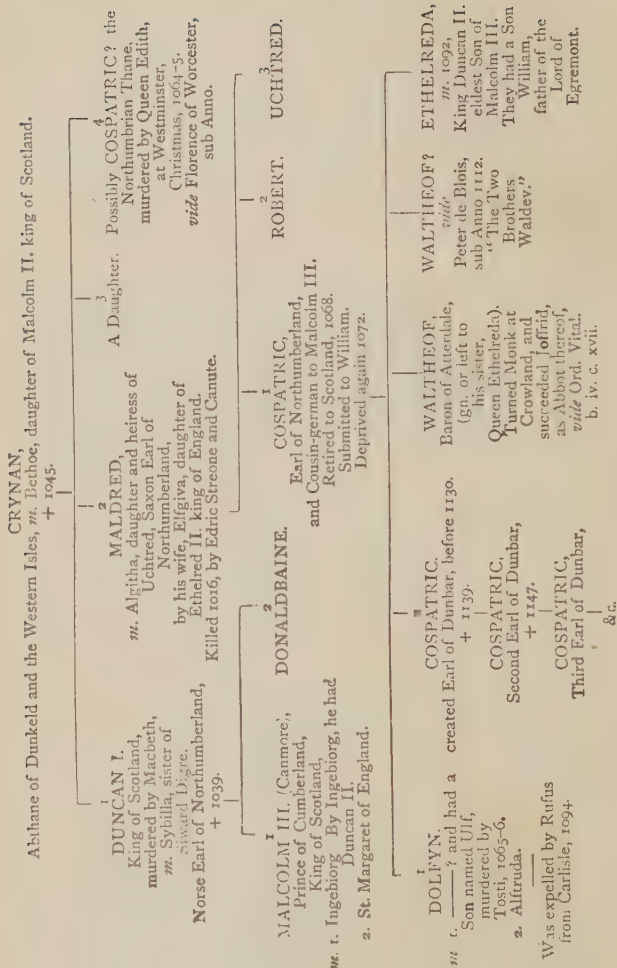 CRYNAN,
Abthane of Dunkeld and the Western Isles, m. Bethoe, daughter of Malcolm II. king of Scotland.
+ 1045.
1
DUNCAN I.
King of Scotland,
murdered by Macbeth,
m. Sybilla, sister of
Siward Digre.
Norse Earl of Northumberland,
+ 1039.
2
MALDRED,
m. Algitha, daughter and heiress of
Uchtred, Saxon Earl of
Northumberland,
by his wife, Elfgiva, daughter of
Ethelred II. king of England.
Killed 1016, by Edric Streone and Canute.
3
A Daughter.
4
Possibly COSPATRIC? the
Northumbrian Thane.
murdered by Queen Edith,
at Westminster,
Christmas, 1064-5.
vide Florence of Worcester,
sub Anno.
1
MALCOLM III. (Canmore),
Prince of Cumberland,
King of Scotland,
m. 1. Ingebiorg By Ingebiorg, he had
Duncan II.
2. St. Margaret of England.
2
DONALDBAINE.
1
COSPATRIC,
Earl of Northumberland,
and Cousin-german to Malcolm III.
Retired to Scotland, 1068.
Submitted to William.
Deprived again 1072.
2
ROBERT.
3
UCHTRED.
1
DOLFYN.
m 1. ——? and had a
Son named Ulf,
murdered by
Tosti, 1065-6.
2. Alftruda.
Was expelled by Rufus
from Carlisle, 1094.
COSPATRIC.
created Earl of Dunbar, before 1130.
+ 1139.
COSPATRIC,
Second Earl of Dunbar,
+ 1147.
COSPATRIC,
Third Earl of Dunbar,
&c.
WALTHEOF,
Baron of Atterdale,
(gn. or left to
his sister,
Queen Ethelreda).
Turned Monk at
Crowland, and
succeeded Joffrid,
as Abbot thereof,
vide Ord. Vital.
b. iv. c. xvii.
WALTHEOF?
vide
Peter de Blois,
sub Anno 1112.
"The Two
Brothers
Waldev."
ETHELREDA,
m. 1092,
King Duncan II.
eldest Son of
Malcolm III.
They had a Son
William,
father of the
Lord of
Egremont.